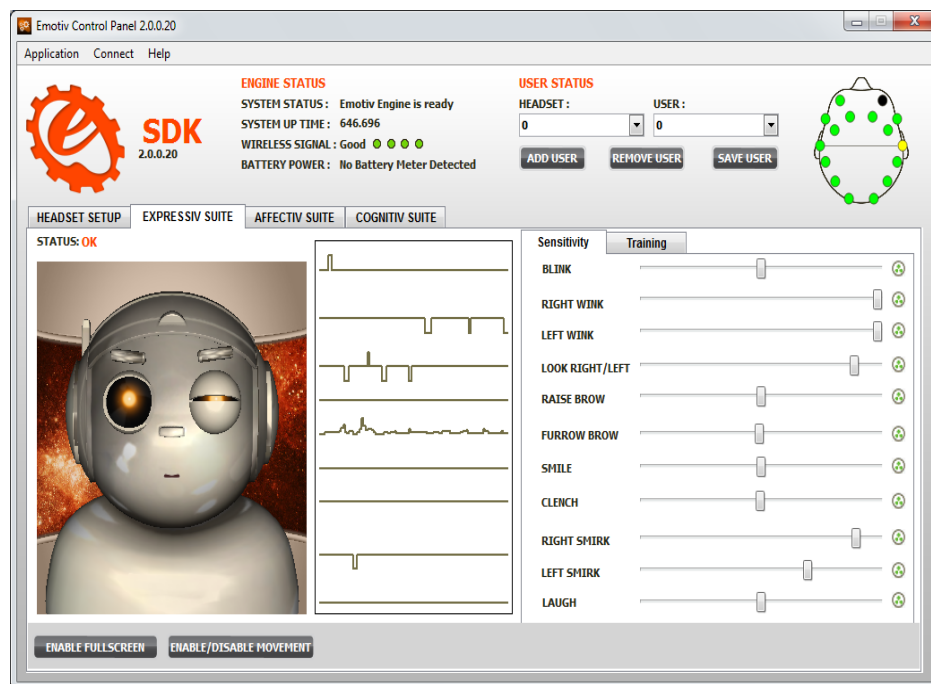 Emotiv Control Panel 2.0.0.20
Application Connect Help
SDK
2.0.0.20
ENGINE STATUS
SYSTEM STATUS : Emotiv Engine is ready
SYSTEM UP TIME : 646.696
WIRELESS SIGNAL : Good
BATTERY POWER : No Battery Meter Detected
USER STATUS
HEADSET : USER :
0 0
ADD USER REMOVE USER SAVE USER
HEADSET SETUP EXPRESSIV SUITE AFFECTIV SUITE COGNITIV SUITE
STATUS: OK
Sensitivity Training
BLINK
RIGHT WINK
LEFT WINK
LOOK RIGHT/LEFT
RAISE BROW
FURROW BROW
SMILE
CLENCH
RIGHT SMIRK
LEFT SMIRK
LAUGH
ENABLE FULLSCREEN ENABLE/DISABLE MOVEMENT